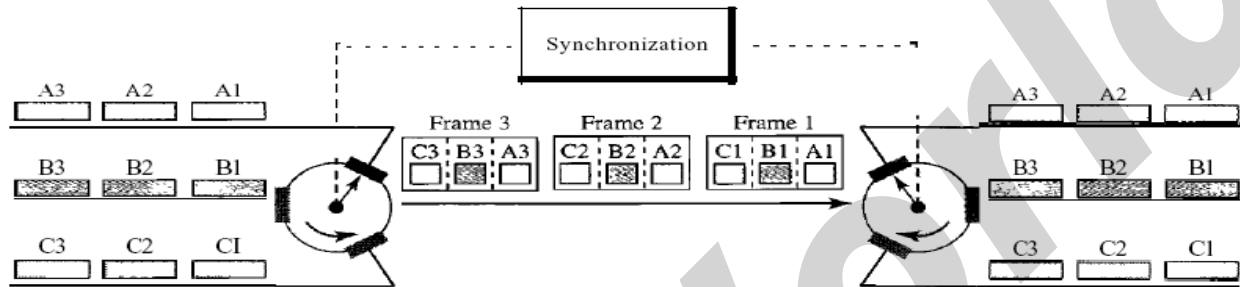 Synchronization
A3 A2 A1
B3 B2 B1
C3 C2 CI
Frame 3 Frame 2 Frame 1
C3 B3 A3 C2 B2 A2 C1 B1 A1
A3 A2 A1
B3 B2 B1
C3 C2 C1